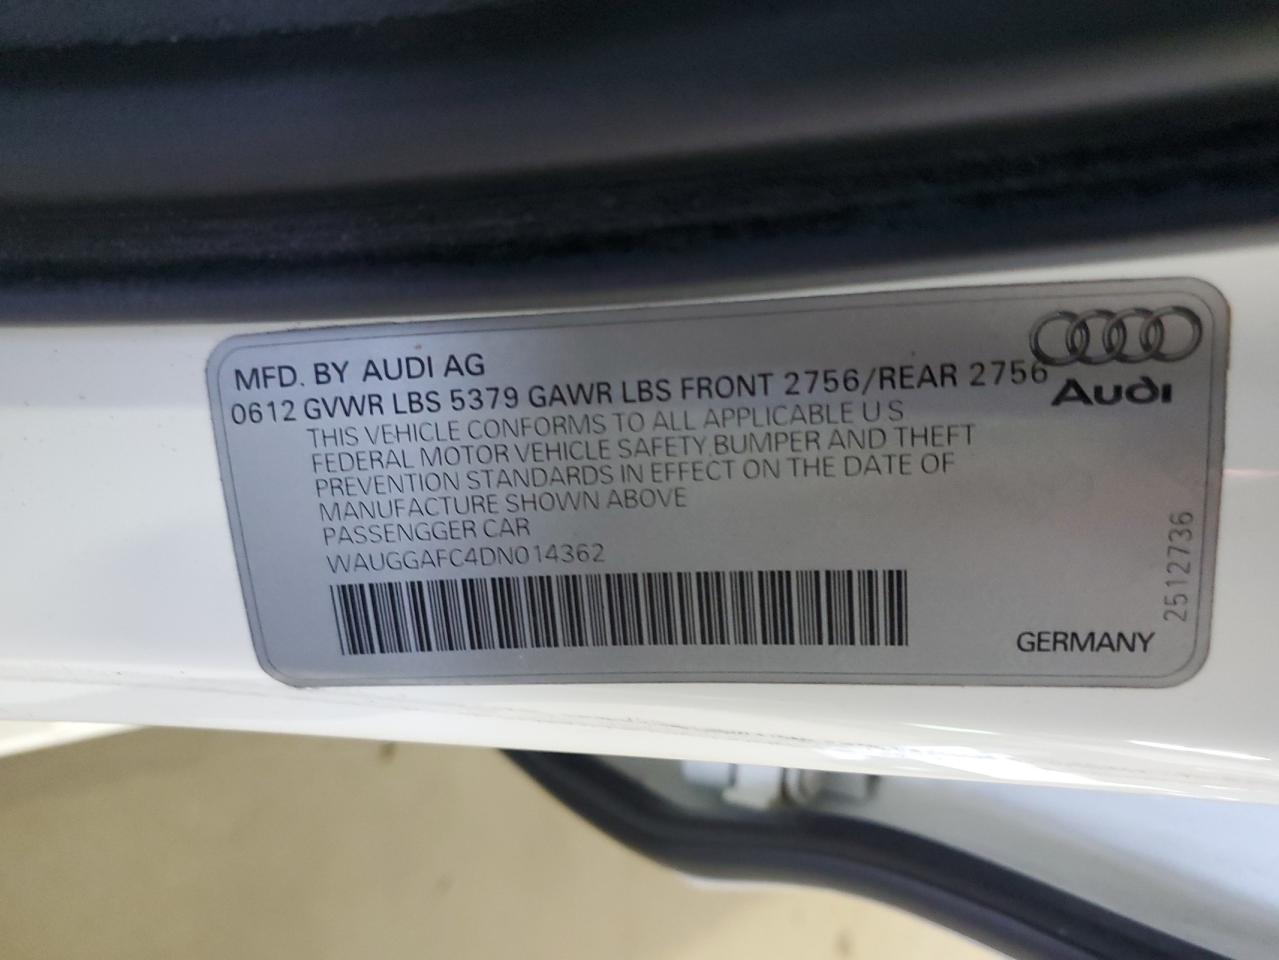 MFD. BY AUDI AG
0612 GVWR LBS 5379 GAWR LBS FRONT 2756/REAR 2756
Audi
THIS VEHICLE CONFORMS TO ALL APPLICABLE U S
FEDERAL MOTOR VEHICLE SAFETY, BUMPER AND THEFT
PREVENTION STANDARDS IN EFFECT ON THE DATE OF
MANUFACTURE SHOWN ABOVE
PASSENGGER CAR
WAUGGAFC4DN014362
25127736
GERMANY